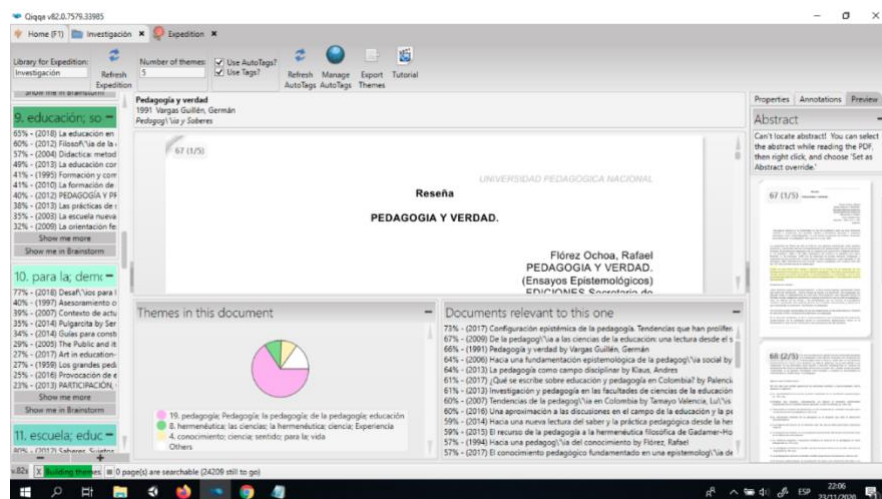 Qiqqa v82.0.7579.33985
Home (F1) Investigación Expedition
Library for Expedition:
Investigación
Refresh
Expedition
Number of themes:
5
Use AutoTags?
Use Tags?
Refresh
AutoTags
Manage
AutoTags
Export
Themes
Tutorial
Show me in Brainstorm
9. educación; so
65% - (2018) La educación en
60% - (2012) Filosof\'\ia de la
57% - (2004) Didactica: metod
49% - (2013) La educación cor
41% - (1995) Formación y com
41% - (2010) La formación de
40% - (2012) PEDAGOGÍA Y PR
38% - (2013) Las prácticas de
35% - (2003) La escuela nueva
32% - (2009) La orientación fe
Show me more
Show me in Brainstorm
10. para la; demo
77% - (2018) Desaf\'\ios para l
40% - (1997) Asesoramiento o
39% - (2007) Contexto de actu
35% - (2014) Pulgarcita by Ser
34% - (2014) Guías para constr
29% - (2005) The Public and it
27% - (2017) Art in education-
27% - (1959) Los grandes peda
25% - (2016) Provocación de e
23% - (2013) PARTICIPACIÓN,
Show me more
Show me in Brainstorm
11. escuela; educ
80% - (2012) Saberes, Sujetos
Pedagogía y verdad
1991 Vargas Guillén, Germán
Pedagog\'\ia y Saberes
67 (1/5)
UNIVERSIDAD PEDAGOGICA NACIONAL
Reseña
PEDAGOGIA Y VERDAD.
Flórez Ochoa, Rafael
PEDAGOGIA Y VERDAD.
(Ensayos Epistemológicos)
EDICIONES Secretaría de
Themes in this document
19. pedagogía; Pedagogía; la pedagogía; de la pedagogía; educación
8. hermenéutica; las ciencias; la hermenéutica; ciencia; Experiencia
4. conocimiento; ciencia; sentido; para la; vida
Others
Documents relevant to this one
73% - (2017) Configuración epistémica de la pedagogía. Tendencias que han prolifer
67% - (2009) De la pedagog\'\ia a las ciencias de la educación: una lectura desde el s
66% - (1991) Pedagogía y verdad by Vargas Guillén, Germán
64% - (2006) Hacia una fundamentación epistemológica de la pedagog\'\ia social by
64% - (2013) La pedagogía como campo disciplinar by Klaus, Andres
61% - (2017) ¿Qué se escribe sobre educación y pedagogía en Colombia? by Palenci
61% - (2013) Investigación y pedagogía en las facultades de ciencias de la educación
60% - (2007) Tendencias de la pedagog\'\ia en Colombia by Tamayo Valencia, Lu\'\is
60% - (2016) Una aproximación a las discusiones en el campo de la educación y la pe
59% - (2014) Hacia una nueva lectura del saber y la práctica pedagógica desde la her
59% - (2015) El recurso de la pedagogía a la hermenéutica filosófica de Gadamer-Ho
57% - (1994) Hacia una pedagog\'\ia del conocimiento by Flórez, Rafael
57% - (2017) El conocimiento pedagógico fundamentado en una epistemolog\'\ia de
Properties Annotations Preview
Abstract
Can't locate abstract! You can select
the abstract while reading the PDF,
then right click, and choose 'Set as
Abstract override.'
67 (1/5)
68 (2/5)
v.82s X Building themes 0 page(s) are searchable (24209 still to go)
ESP
22:06
23/11/2020